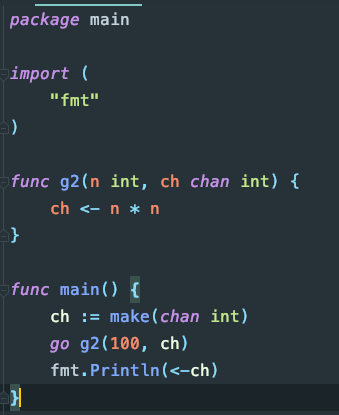 package main
import (
    "fmt"
)
func g2(n int, ch chan int) {
    ch <- n * n
}
func main() {
    ch := make(chan int)
    go g2(100, ch)
    fmt.Println(<-ch)
}